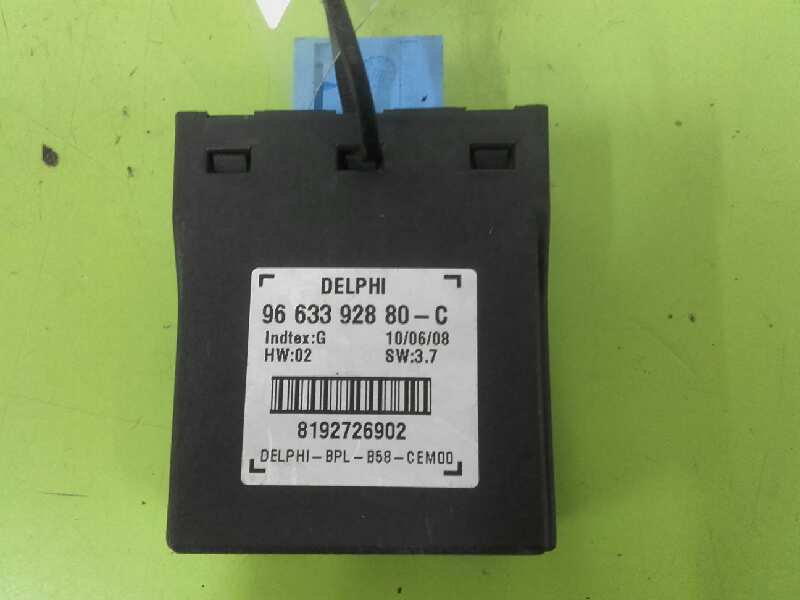 DELPHI
96 633 928 80-C
Indtex:G 10/06/08
HW:02 SW:3.7
8192726902
DELPHI-BPL-B58-CEM00